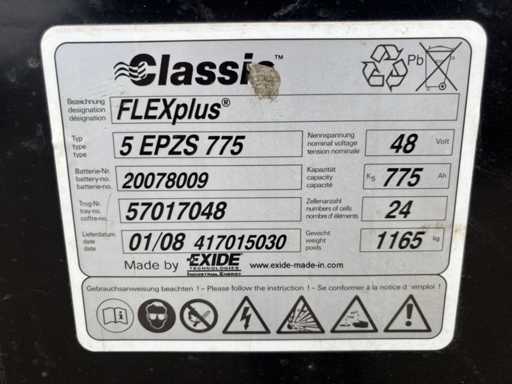 Classic™
Pb
Bezeichnung
designation
désignation
FLEXplus®
Typ
type
type
5 EPZS 775
Nennspannung
nominal voltage
tension nominale
48 Volt
Batterie-Nr.
battery-no.
batterie-no.
20078009
Kapazität
capacity
capacité
K5 775 Ah
Trog-Nr.
tray-no.
coffre-no.
57017048
Zellenanzahl
numbers of cells
nombre d'élements
24
Lieferdatum
date
date
01/08 417015030
Gewicht
weight
poids
1165 kg
Made by EXIDE
TECHNOLOGIES
INDUSTRIAL ENERGY
www.exide-made-in.com
Gebrauchsanweisung beachten ! – Please follow the instruction ! – Se conformer à la notice d'emploi !